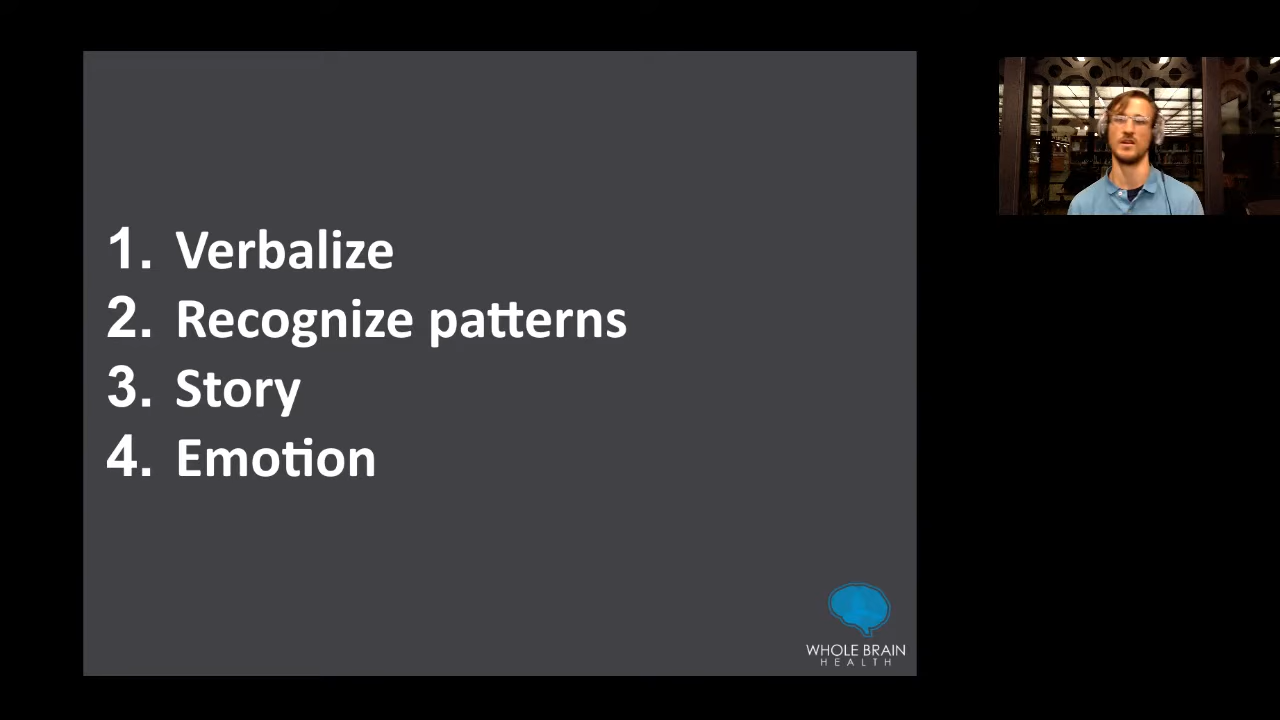 1. Verbalize
2. Recognize patterns
3. Story
4. Emotion
WHOLE BRAIN
HEALTH